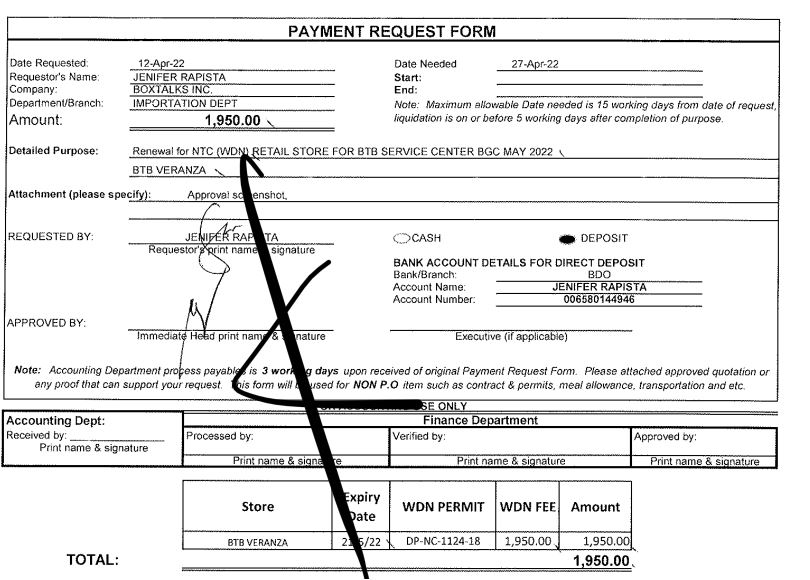 PAYMENT REQUEST FORM
Date Requested: 12-Apr-22 Date Needed 27-Apr-22
Requestor's Name: JENIFER RAPISTA Start:
Company: BOXTALKS INC. End:
Department/Branch: IMPORTATION DEPT Note: Maximum allowable Date needed is 15 working days from date of request,
Amount: 1,950.00 liquidation is on or before 5 working days after completion of purpose.
Detailed Purpose: Renewal for NTC (WDN) RETAIL STORE FOR BTB SERVICE CENTER BGC MAY 2022
BTB VERANZA
Attachment (please specify): Approval screenshot.
REQUESTED BY: JENIFER RAPISTA CASH DEPOSIT
Requestor's print name & signature
BANK ACCOUNT DETAILS FOR DIRECT DEPOSIT
Bank/Branch: BDO
Account Name: JENIFER RAPISTA
Account Number: 006580144946
APPROVED BY:
Immediate Head print name & signature Executive (if applicable)
Note: Accounting Department process payables is 3 working days upon received of original Payment Request Form. Please attached approved quotation or
any proof that can support your request. This form will be used for NON P.O item such as contract & permits, meal allowance, transportation and etc.
USE ONLY
Accounting Dept: Finance Department
Received by: Processed by: Verified by: Approved by:
Print name & signature Print name & signature Print name & signature Print name & signature
Store Expiry Date WDN PERMIT WDN FEE Amount
BTB VERANZA DP-NC-1124-18 1,950.00 1,950.00
TOTAL: 1,950.00